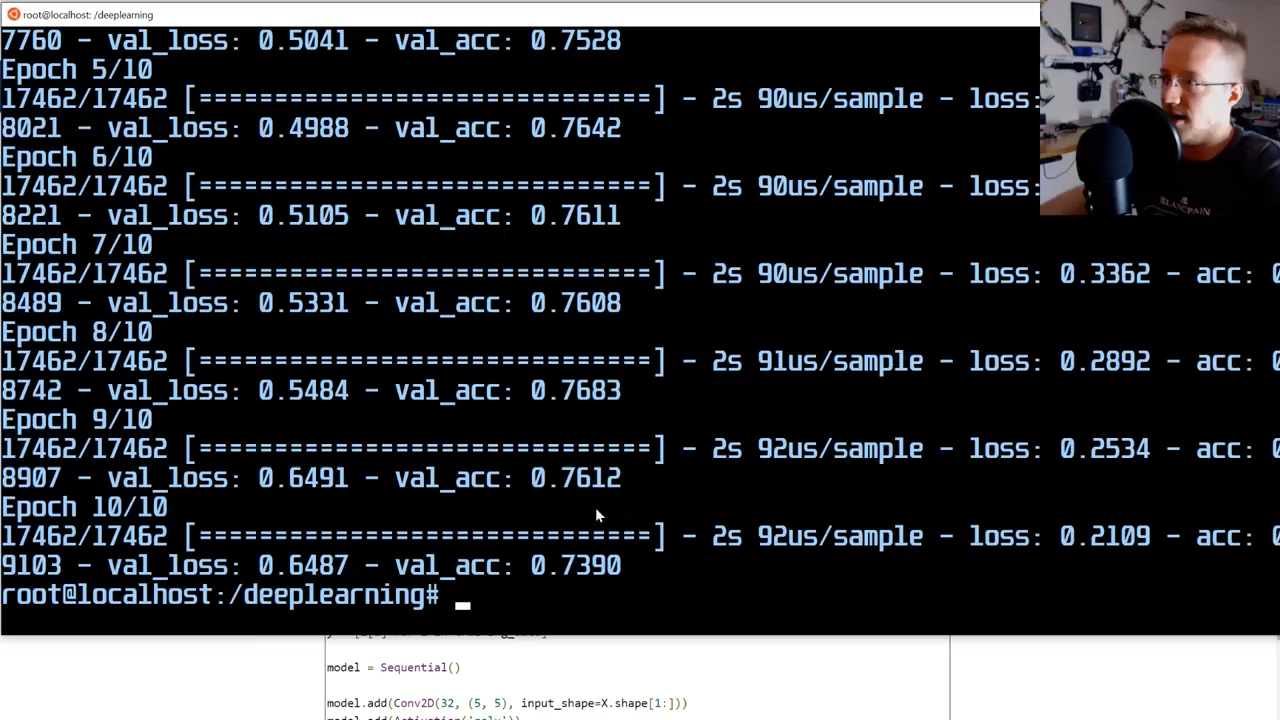 root@localhost: /deeplearning
7760 - val_loss: 0.5041 - val_acc: 0.7528
Epoch 5/10
17462/17462 [==============================] - 2s 90us/sample - loss:
8021 - val_loss: 0.4988 - val_acc: 0.7642
Epoch 6/10
17462/17462 [==============================] - 2s 90us/sample - loss:
8221 - val_loss: 0.5105 - val_acc: 0.7611
Epoch 7/10
17462/17462 [==============================] - 2s 90us/sample - loss: 0.3362 - acc: 0
8489 - val_loss: 0.5331 - val_acc: 0.7608
Epoch 8/10
17462/17462 [==============================] - 2s 91us/sample - loss: 0.2892 - acc: 0
8742 - val_loss: 0.5484 - val_acc: 0.7683
Epoch 9/10
17462/17462 [==============================] - 2s 92us/sample - loss: 0.2534 - acc: 0
8907 - val_loss: 0.6491 - val_acc: 0.7612
Epoch 10/10
17462/17462 [==============================] - 2s 92us/sample - loss: 0.2109 - acc: 0
9103 - val_loss: 0.6487 - val_acc: 0.7390
root@localhost:/deeplearning#
model = Sequential()
model.add(Conv2D(32, (5, 5), input_shape=X.shape[1:]))
BLANCPAIN